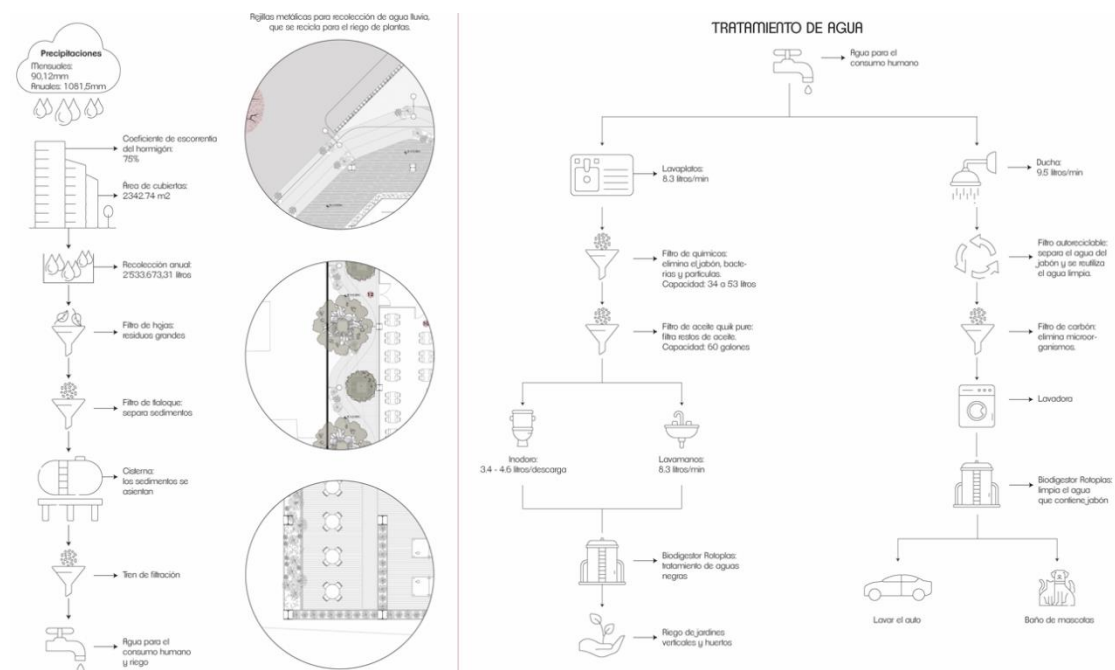 Rejillas metálicas para recolección de agua lluvia,
que se recicla para el riego de plantas.
Precipitaciones
Mensuales:
90,12mm
Anuales: 1081,5mm
Coeficiente de escorrentia
del hormigón:
75%
Área de cubiertas:
2342.74 m2
Recolección anual:
2'533.673,31 litros
Filtro de hojas:
residuos grandes
Filtro de tlaloque:
separa sedimentos
Cisterna:
los sedimentos se
asientan
Tren de filtración
Agua para el
consumo humano
y riego
TRATAMIENTO DE AGUA
Agua para el
consumo humano
Lavaplatos:
8.3 litros/min
Filtro de químicos:
elimina el jabón, bacte-
rias y partículas.
Capacidad: 34 a 53 litros
Filtro de aceite quik pure:
filtra restos de aceite.
Capacidad: 60 galones
Inodoro:
3.4 - 4.6 litros/descarga
Lavamanos:
8.3 litros/min
Biodigestor Rotoplas:
tratamiento de aguas
negras
Riego de jardines
verticales y huertos
Ducha:
9.5 litros/min
Filtro autoreciclable:
separa el agua del
jabón y se reutiliza
el agua limpia.
Filtro de carbón:
elimina microor-
ganismos.
Lavadora
Biodigestor Rotoplas:
limpia el agua
que contiene jabón
Lavar el auto
Baño de mascotas